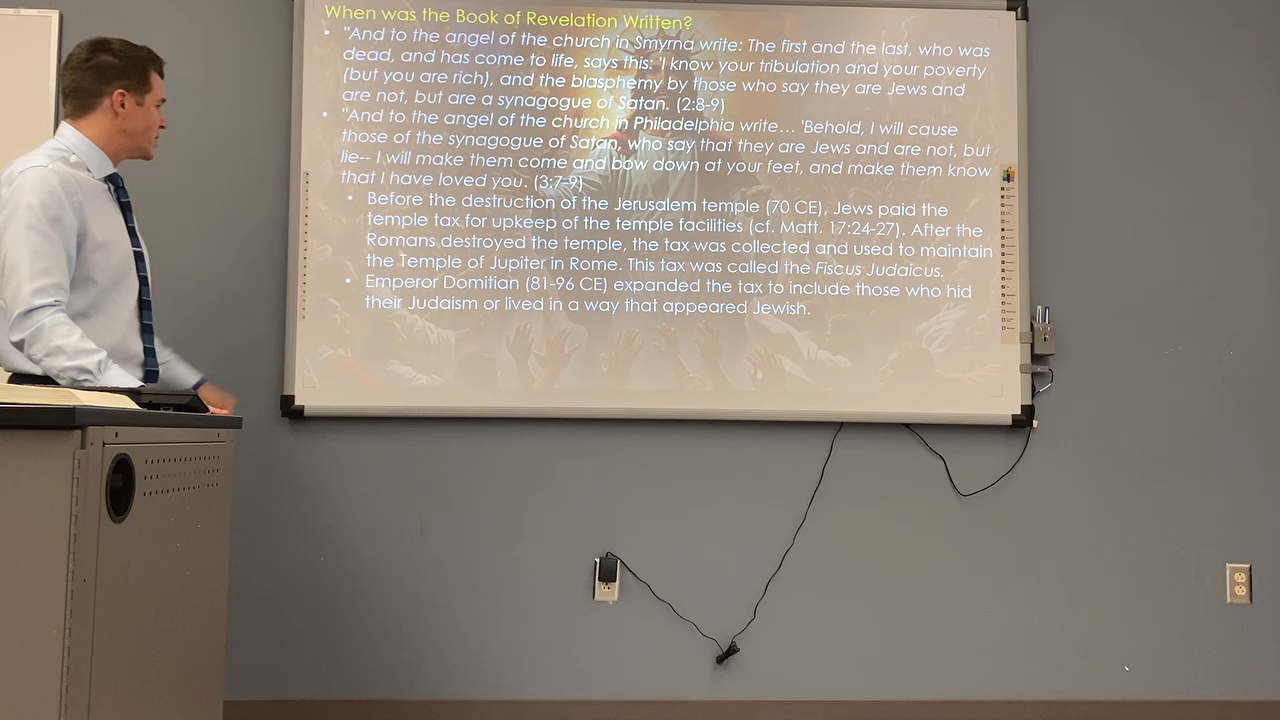 When was the Book of Revelation Written?
• "And to the angel of the church in Smyrna write: The first and the last, who was
dead, and has come to life, says this: 'I know your tribulation and your poverty
(but you are rich), and the blasphemy by those who say they are Jews and
are not, but are a synagogue of Satan. (2:8-9)
• "And to the angel of the church in Philadelphia write… 'Behold, I will cause
those of the synagogue of Satan, who say that they are Jews and are not, but
lie-- I will make them come and bow down at your feet, and make them know
that I have loved you. (3:7-9)
• Before the destruction of the Jerusalem temple (70 CE), Jews paid the
temple tax for upkeep of the temple facilities (cf. Matt. 17:24-27). After the
Romans destroyed the temple, the tax was collected and used to maintain
the Temple of Jupiter in Rome. This tax was called the Fiscus Judaicus.
• Emperor Domitian (81-96 CE) expanded the tax to include those who hid
their Judaism or lived in a way that appeared Jewish.